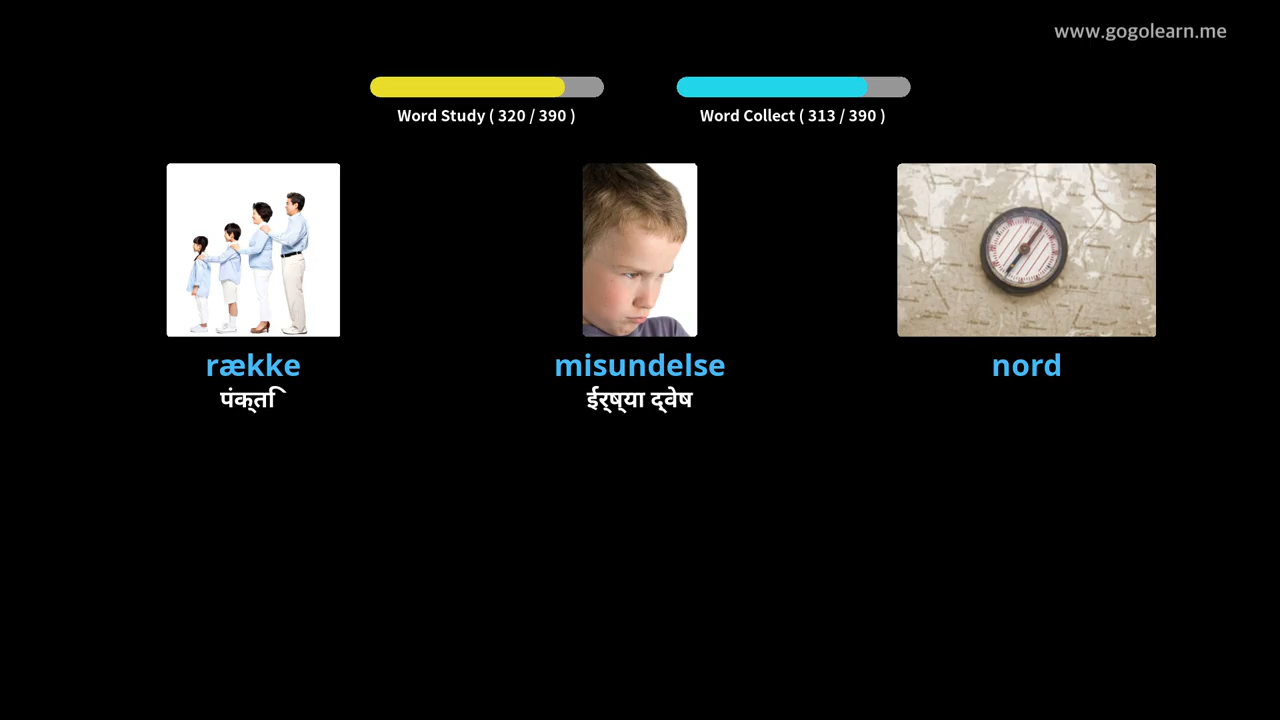 www.gogolearn.me
Word Study ( 320 / 390 )
Word Collect ( 313 / 390 )
række
misundelse
nord
पंक्ति
ईर्ष्या द्वेष